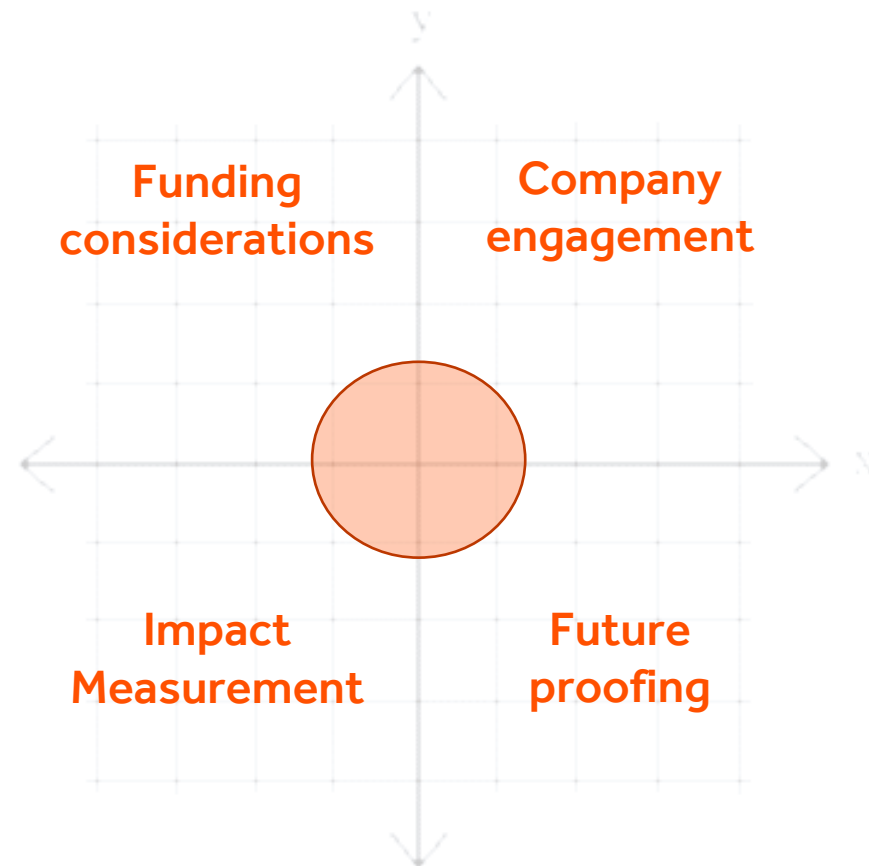 y
Funding
considerations
Company
engagement
x
Impact
Measurement
Future
proofing